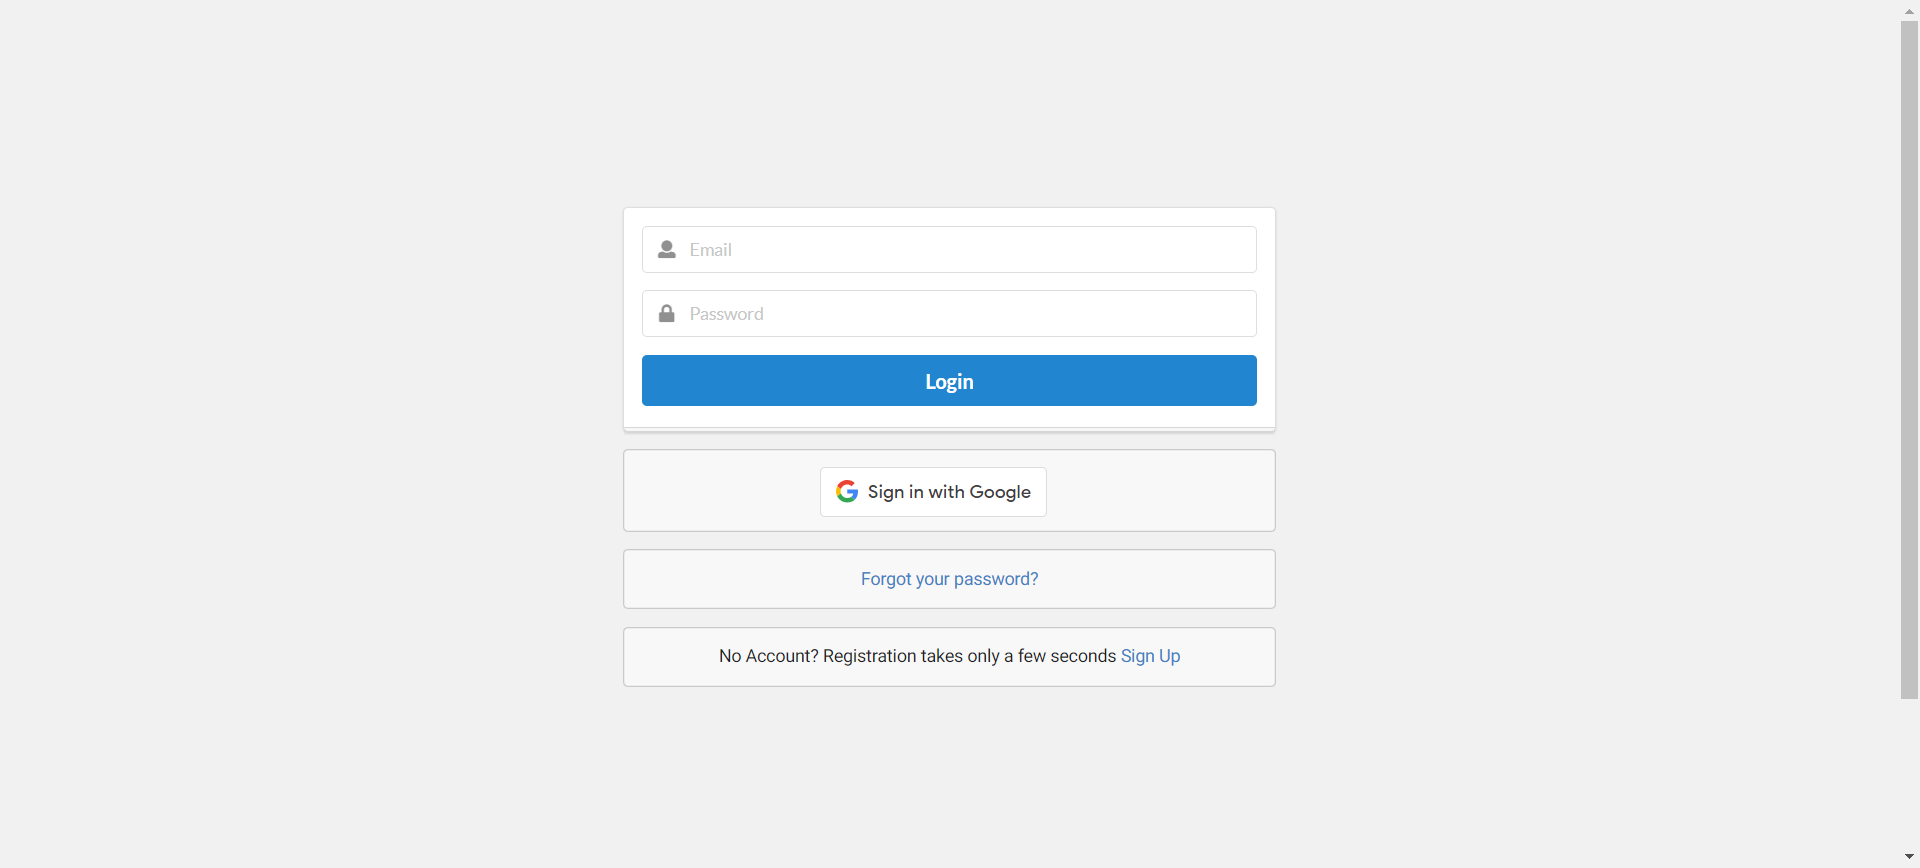 Email
Password
Login
Sign in with Google
Forgot your password?
No Account? Registration takes only a few seconds Sign Up